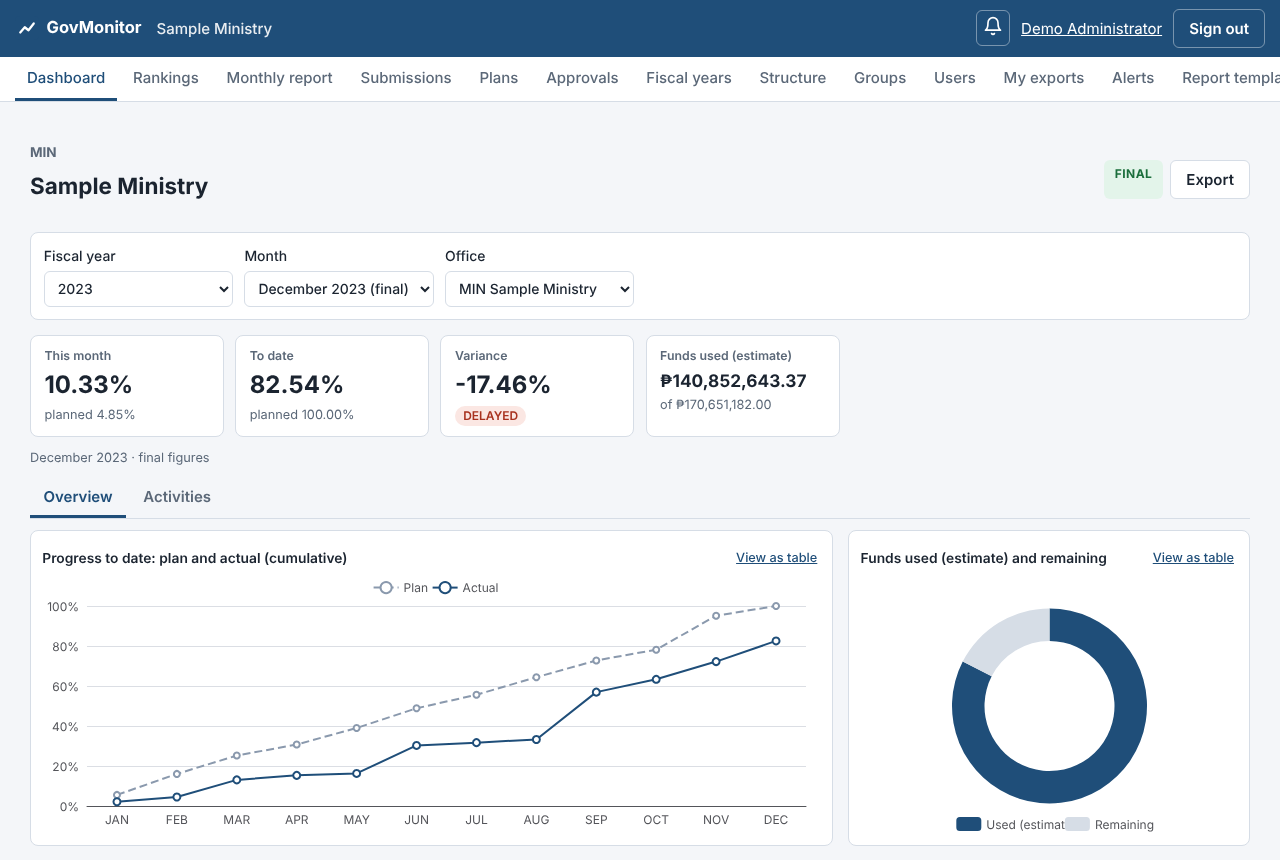 GovMonitor Sample Ministry Demo Administrator Sign out
Dashboard Rankings Monthly report Submissions Plans Approvals Fiscal years Structure Groups Users My exports Alerts Report templa
MIN
Sample Ministry
FINAL Export
Fiscal year Month Office
2023 December 2023 (final) MIN Sample Ministry
This month To date Variance Funds used (estimate)
10.33% 82.54% -17.46% ₱140,852,643.37
planned 4.85% planned 100.00% DELAYED of ₱170,651,182.00
December 2023 · final figures
Overview Activities
Progress to date: plan and actual (cumulative) View as table Funds used (estimate) and remaining View as table
Plan Actual
100%
80%
60%
40%
20%
0%
JAN FEB MAR APR MAY JUN JUL AUG SEP OCT NOV DEC
Used (estimat Remaining